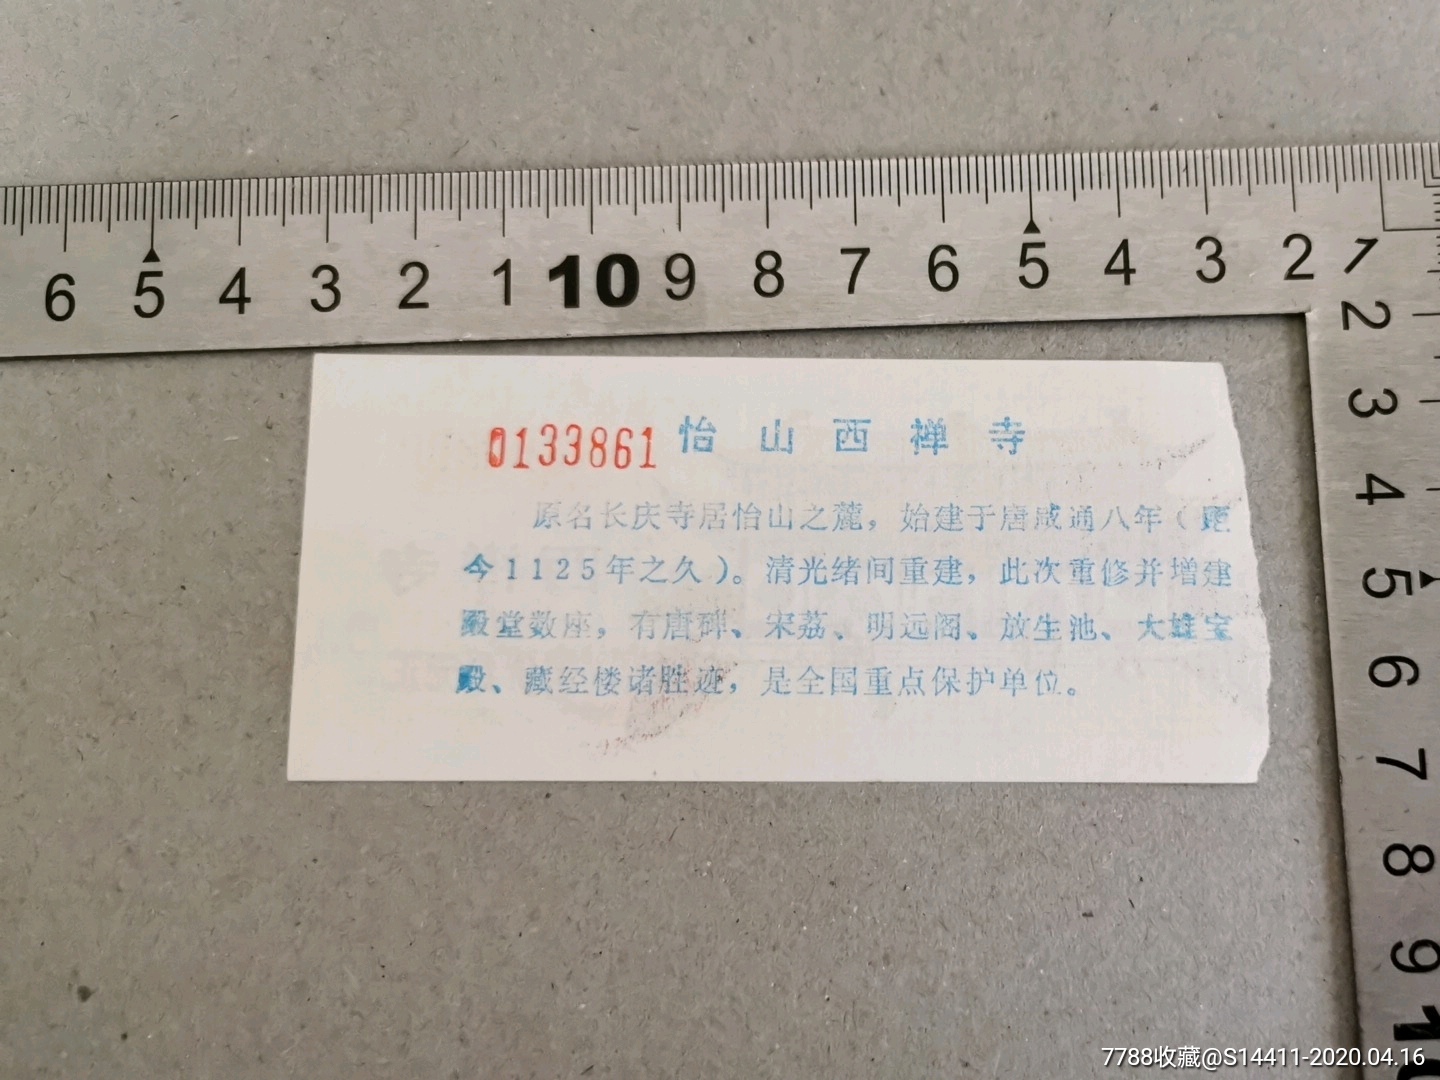 6 5 4 3 2 1 10 9 8 7 6 5 4 3 2 1
2
3
4
5
6
7
8
9
10
0133861 怡山西禅寺
原名长庆寺居怡山之麓，始建于唐咸通八年（距
今1125年之久）。清光绪间重建，此次重修并增建
殿堂数座，有唐碑、宋荔、明远阁、放生池、大雄宝
殿、藏经楼诸胜迹，是全国重点保护单位。
7788收藏@S14411-2020.04.16